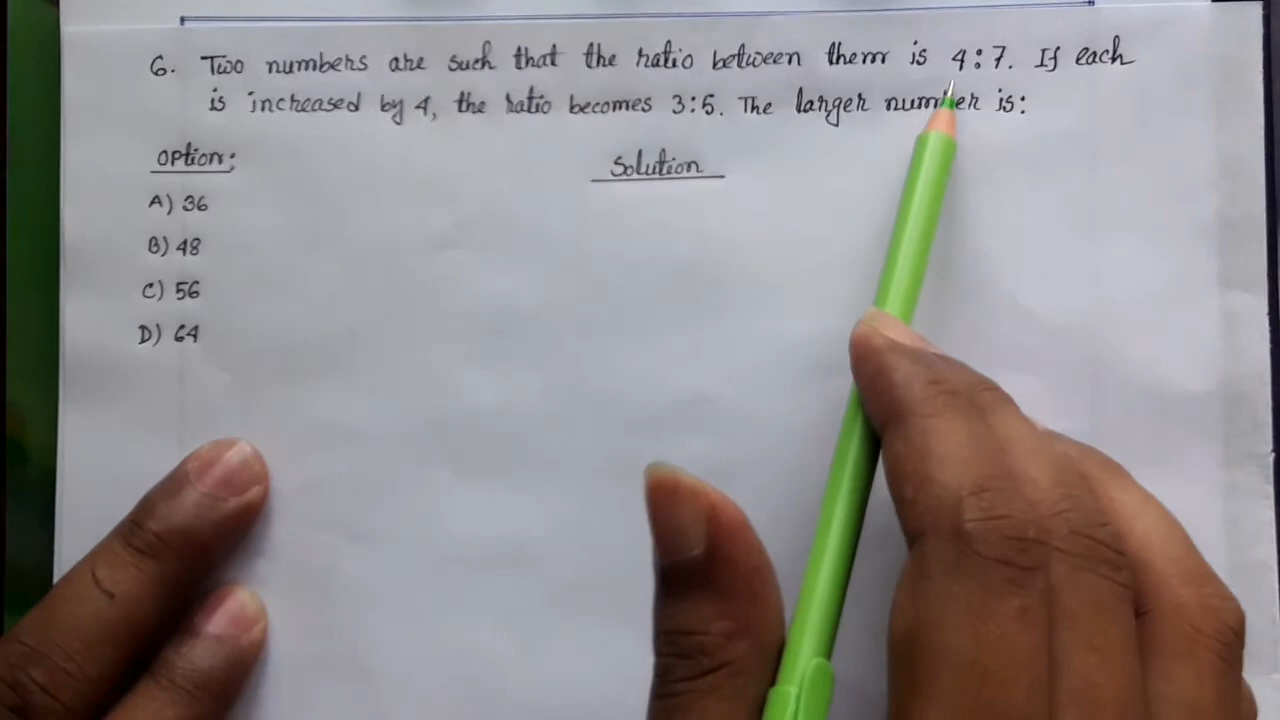 6. Two numbers are such that the ratio between them is 4:7. If each
is increased by 4, the ratio becomes 3:5. The larger number is:
Option:
Solution
A) 36
B) 48
C) 56
D) 64